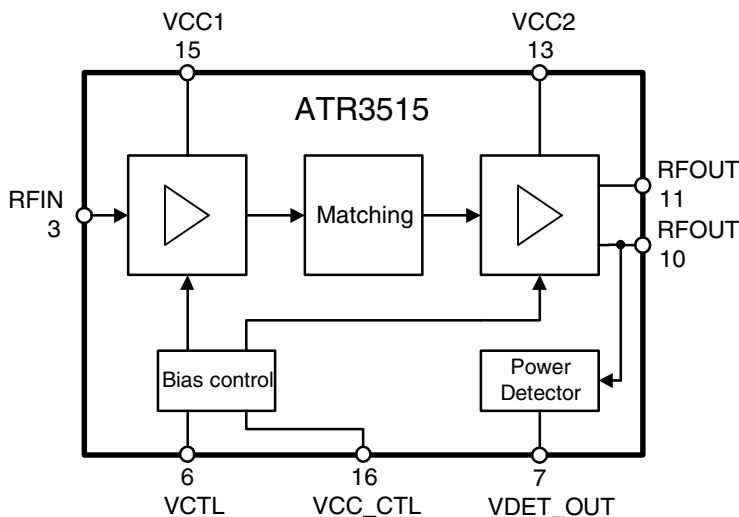 VCC1
15
VCC2
13
ATR3515
RFIN
3
Matching
RFOUT
11
RFOUT
10
Bias control
Power
Detector
6
VCTL
16
VCC_CTL
7
VDET_OUT